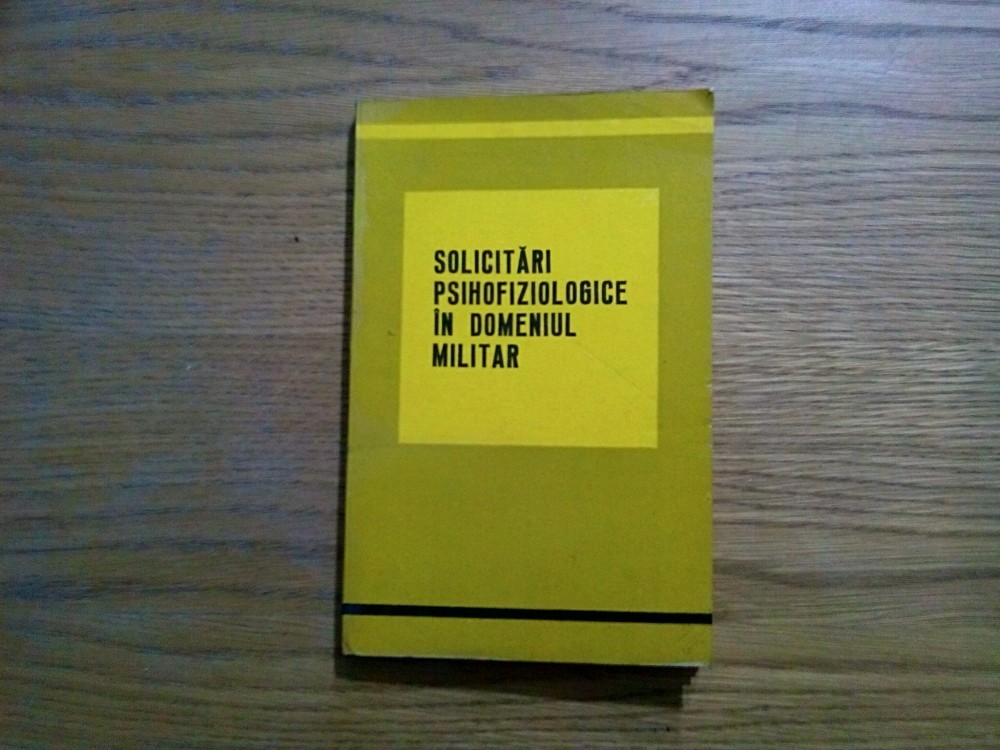 SOLICITĂRI
PSIHOFIZIOLOGICE
ÎN DOMENIUL
MILITAR